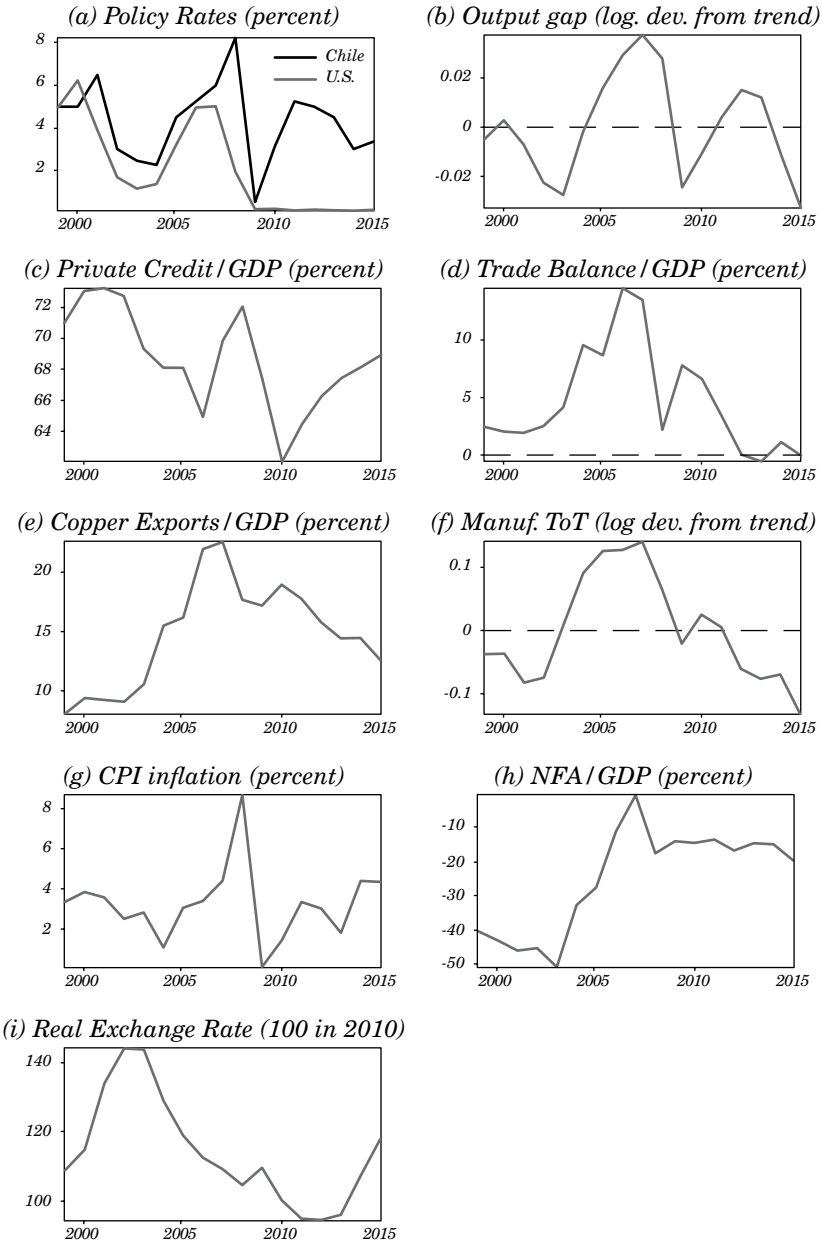 (a) Policy Rates (percent)
8
6
4
2
Chile
U.S.
2000 2005 2010 2015
(b) Output gap (log. dev. from trend)
0.02
0
-0.02
2000 2005 2010 2015
(c) Private Credit/GDP (percent)
72
70
68
66
64
2000 2005 2010 2015
(d) Trade Balance/GDP (percent)
10
5
0
2000 2005 2010 2015
(e) Copper Exports/GDP (percent)
20
15
10
2000 2005 2010 2015
(f) Manuf. ToT (log dev. from trend)
0.1
0
-0.1
2000 2005 2010 2015
(g) CPI inflation (percent)
8
6
4
2
2000 2005 2010 2015
(h) NFA/GDP (percent)
-10
-20
-30
-40
-50
2000 2005 2010 2015
(i) Real Exchange Rate (100 in 2010)
140
120
100
2000 2005 2010 2015